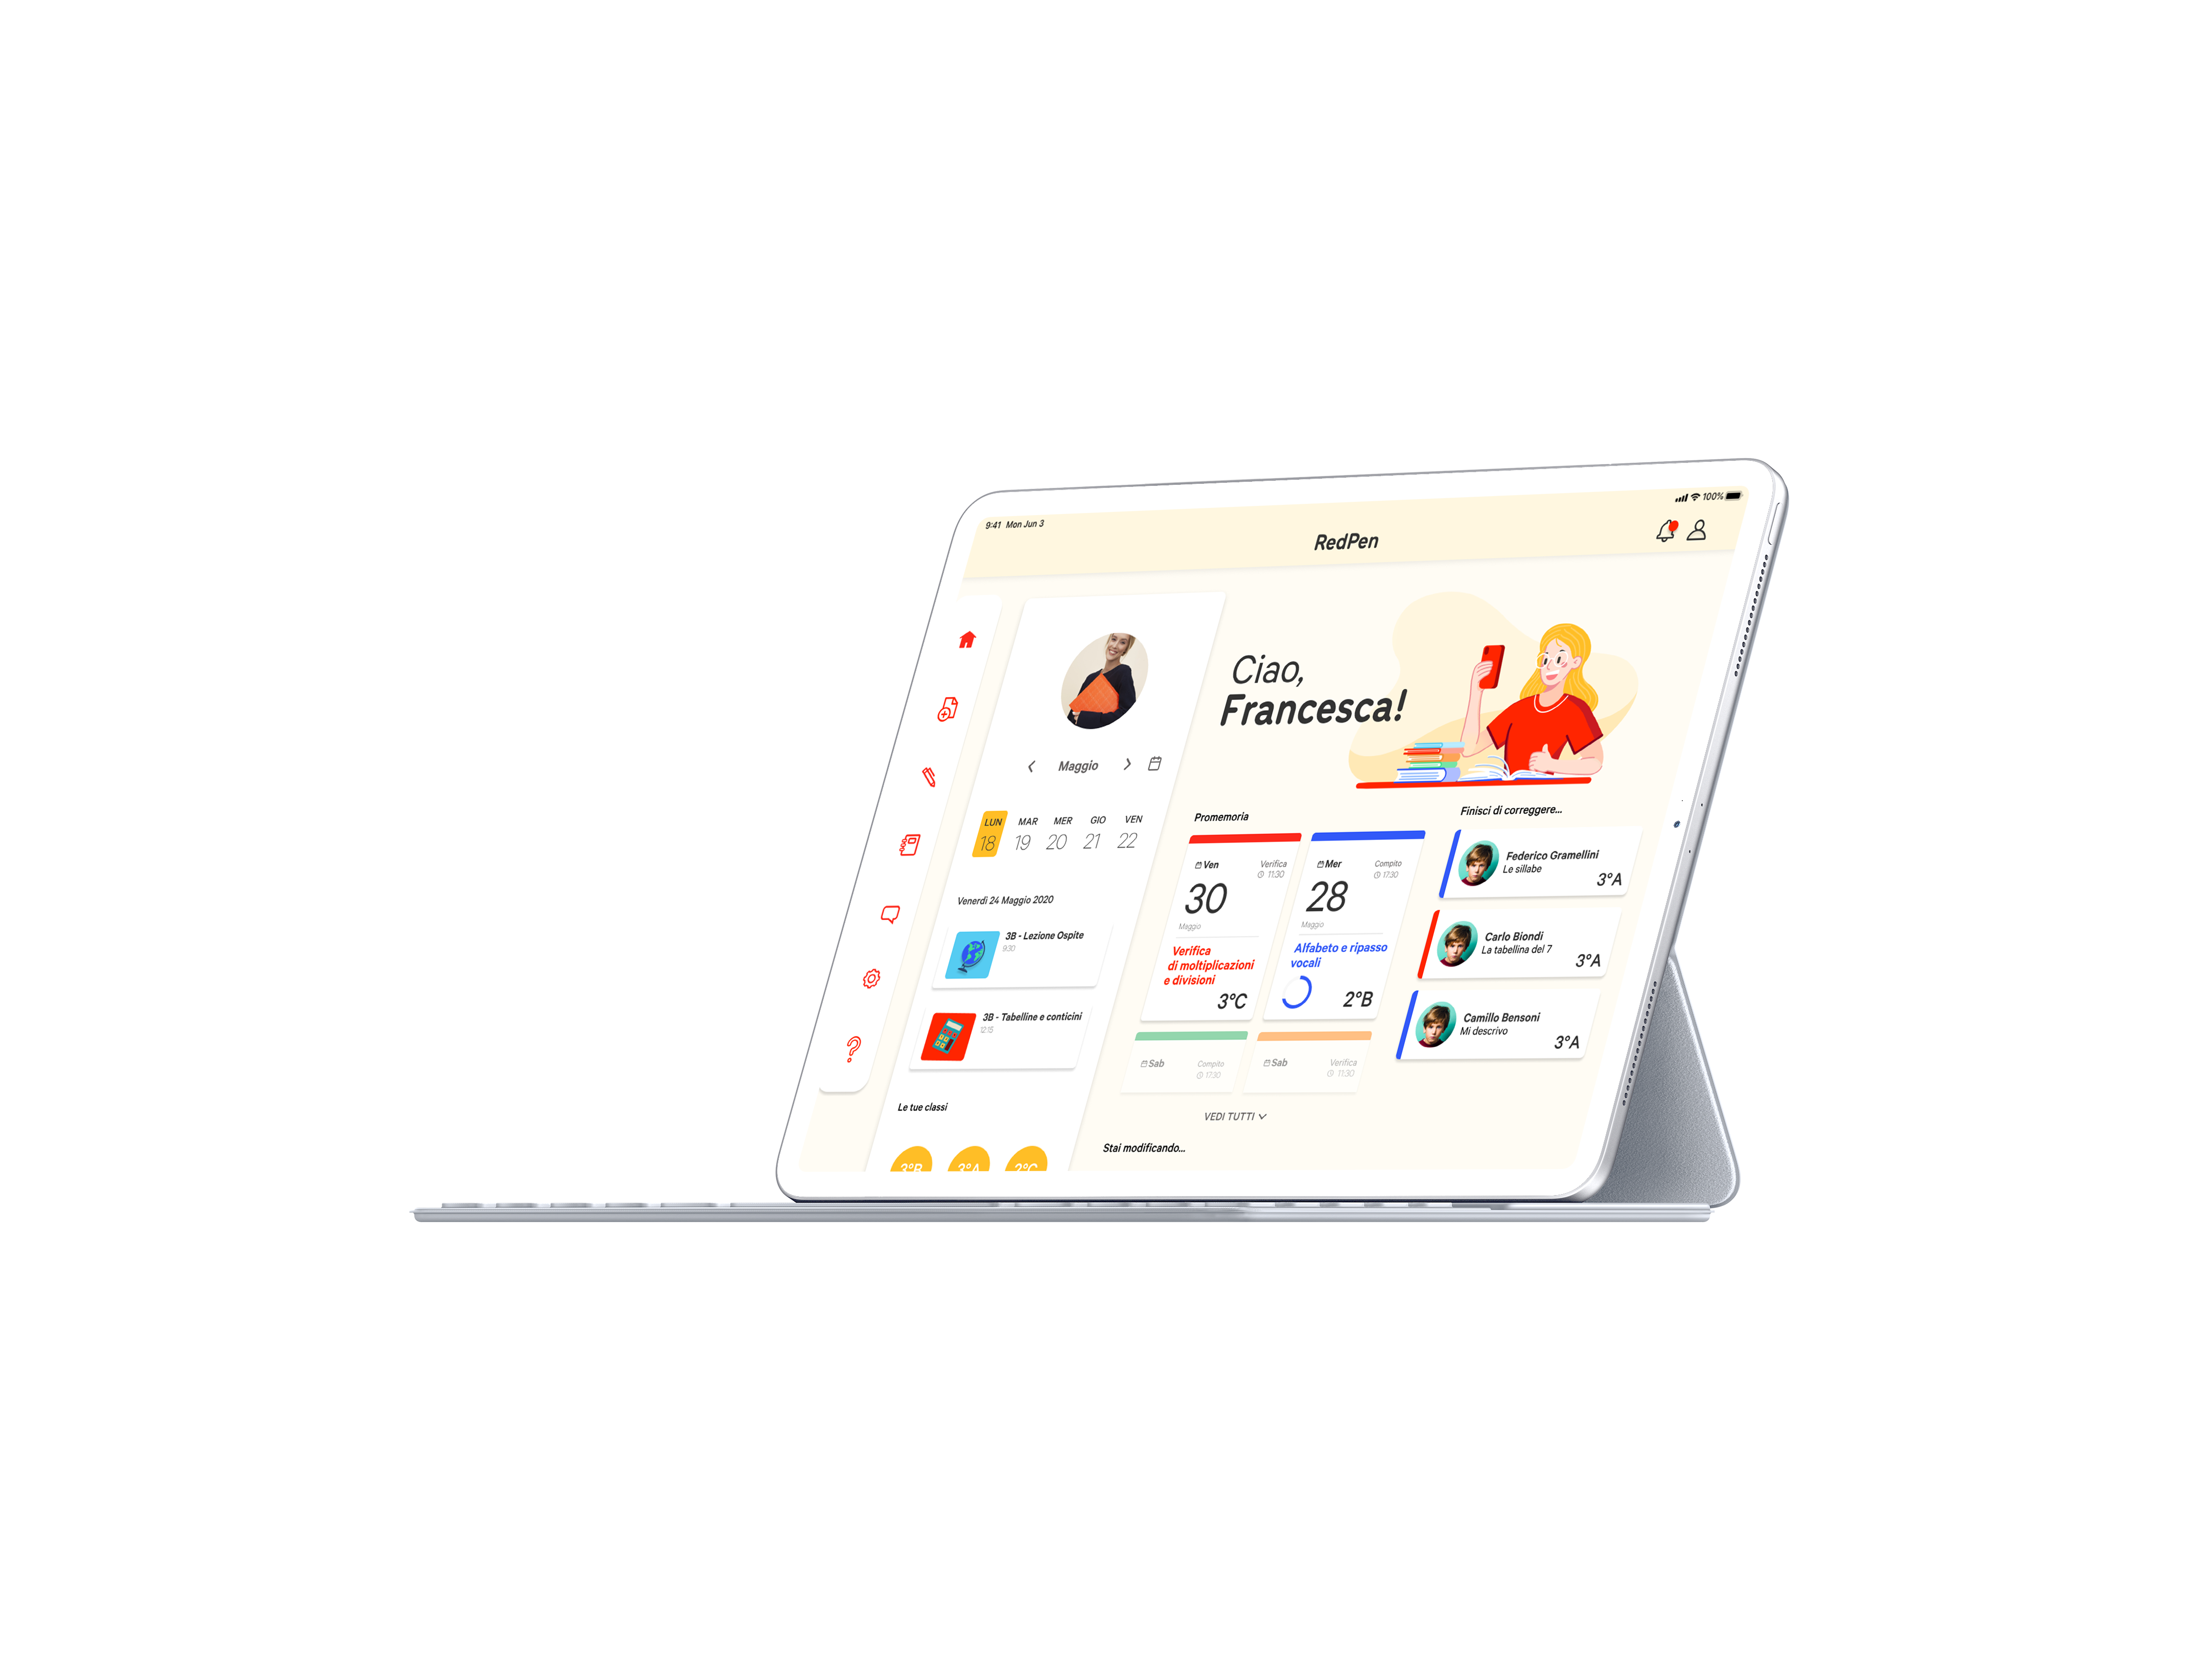 9:41 Mon Jun 3
100%
RedPen
Maggio
LUN MAR MER GIO VEN
18 19 20 21 22
Venerdì 24 Maggio 2020
3B - Lezione Ospite
9:30
3B - Tabelline e conticini
12:15
Le tue classi
3°B 3°A 2°C
Ciao,
Francesca!
Promemoria
Ven
Verifica
11:30
30
Maggio
Verifica
di moltiplicazioni
e divisioni
3°C
Mer
Compito
17:30
28
Maggio
Alfabeto e ripasso
vocali
2°B
Sab
Compito
17:30
Sab
Verifica
11:30
VEDI TUTTI
Stai modificando...
Finisci di correggere...
Federico Gramellini
Le sillabe
3°A
Carlo Biondi
La tabellina del 7
3°A
Camillo Bensoni
Mi descrivo
3°A